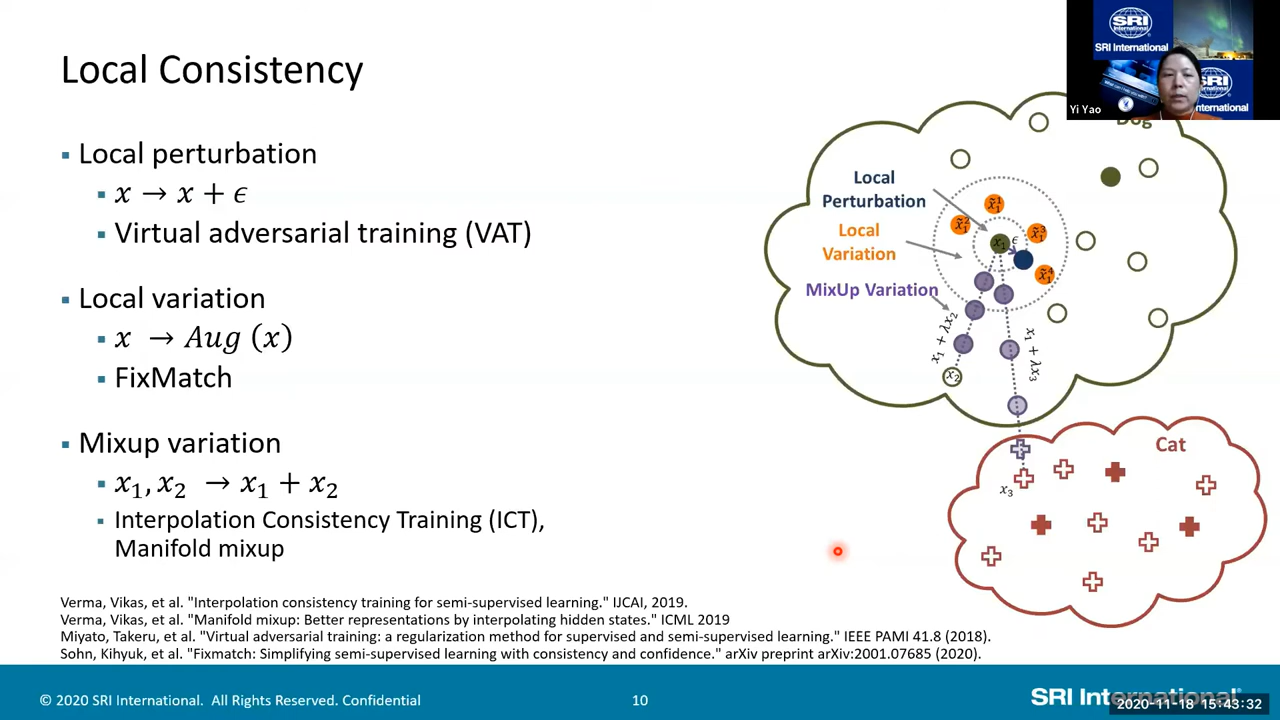 Local Consistency
SRI International
SRI International
International
Yi Yao
Local perturbation
x → x + ϵ
Virtual adversarial training (VAT)
Local variation
x → Aug (x)
FixMatch
Mixup variation
x₁, x₂ → x₁ + x₂
Interpolation Consistency Training (ICT),
Manifold mixup
Dog
Local
Perturbation
Local
Variation
MixUp Variation
x̃₁¹
x̃₁²
x̃₁³
x̃₁⁴
x₁
ϵ
x₁ + λx₂
x₁ + λx₃
x₂
Cat
x₃
Verma, Vikas, et al. "Interpolation consistency training for semi-supervised learning." IJCAI, 2019.
Verma, Vikas, et al. "Manifold mixup: Better representations by interpolating hidden states." ICML 2019
Miyato, Takeru, et al. "Virtual adversarial training: a regularization method for supervised and semi-supervised learning." IEEE PAMI 41.8 (2018).
Sohn, Kihyuk, et al. "Fixmatch: Simplifying semi-supervised learning with consistency and confidence." arXiv preprint arXiv:2001.07685 (2020).
© 2020 SRI International. All Rights Reserved. Confidential
10
SRI International®
2020-11-18 15:43:32